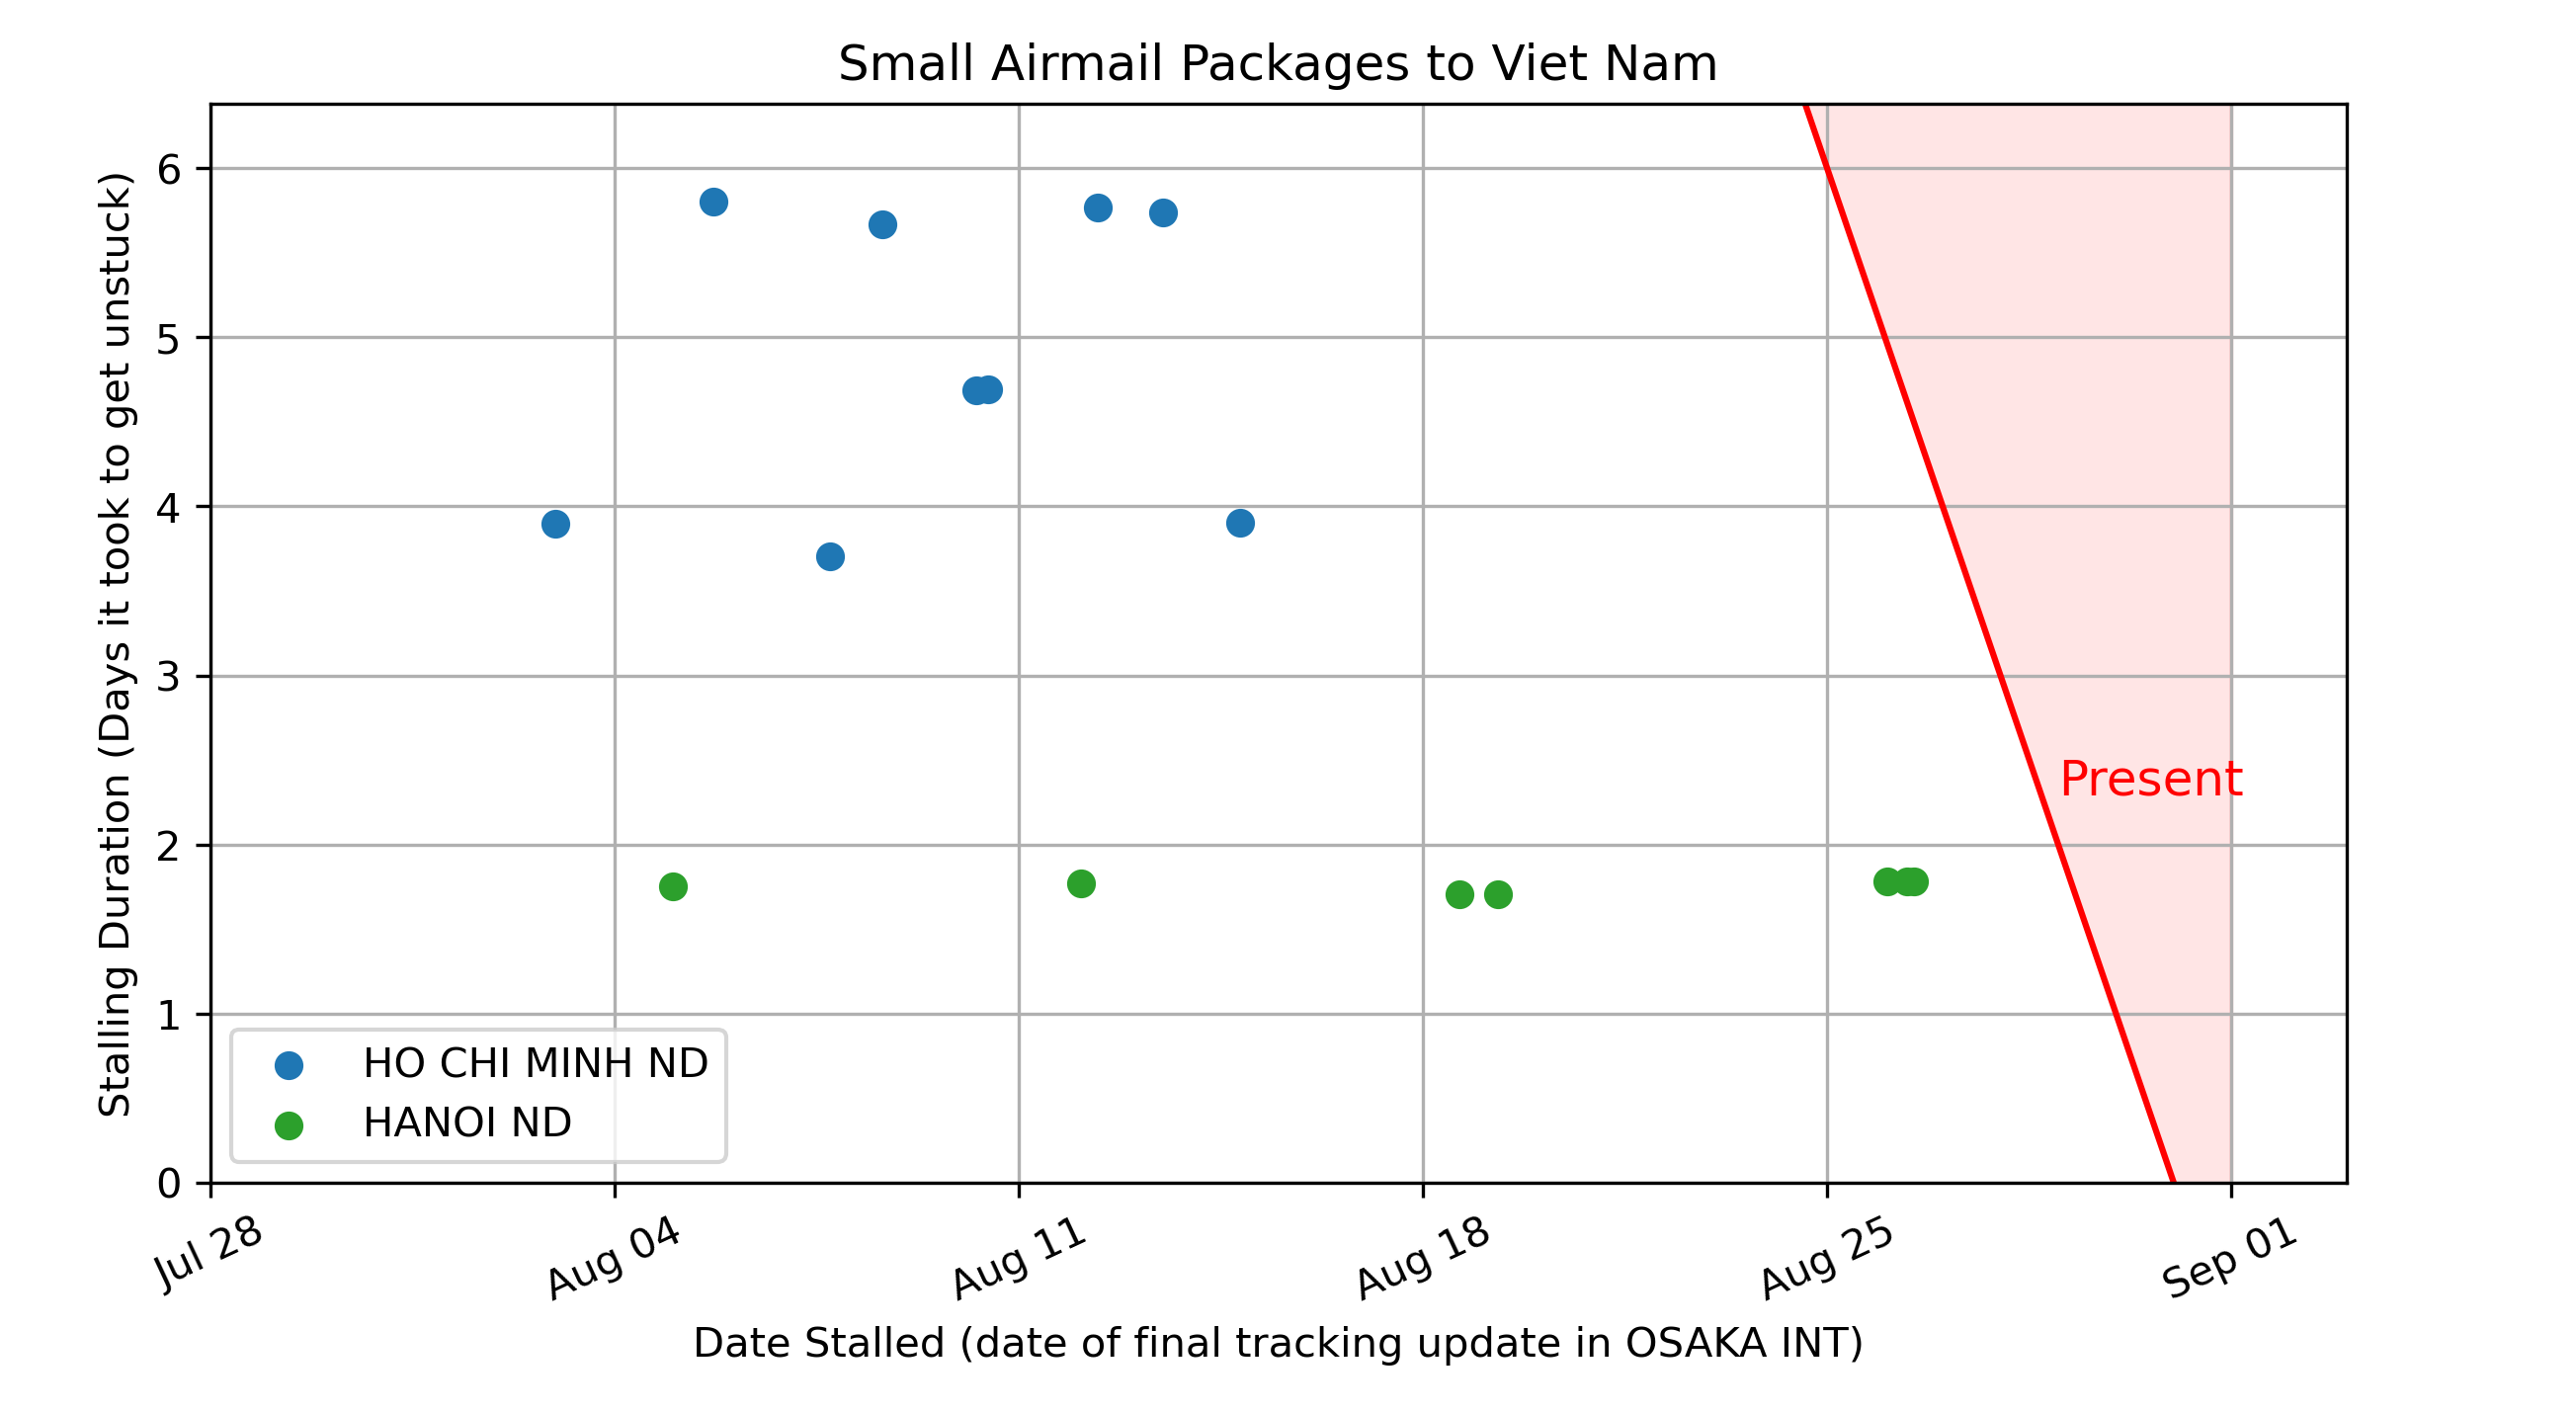 Small Airmail Packages to Viet Nam
Stalling Duration (Days it took to get unstuck)
6
5
4
3
2
1
0
Present
HO CHI MINH ND
HANOI ND
Jul 28
Aug 04
Aug 11
Aug 18
Aug 25
Sep 01
Date Stalled (date of final tracking update in OSAKA INT)